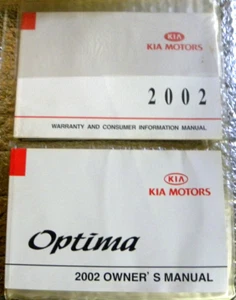 KIA
KIA MOTORS
2002
WARRANTY AND CONSUMER INFORMATION MANUAL
KIA
KIA MOTORS
Optima
2002 OWNER'S MANUAL